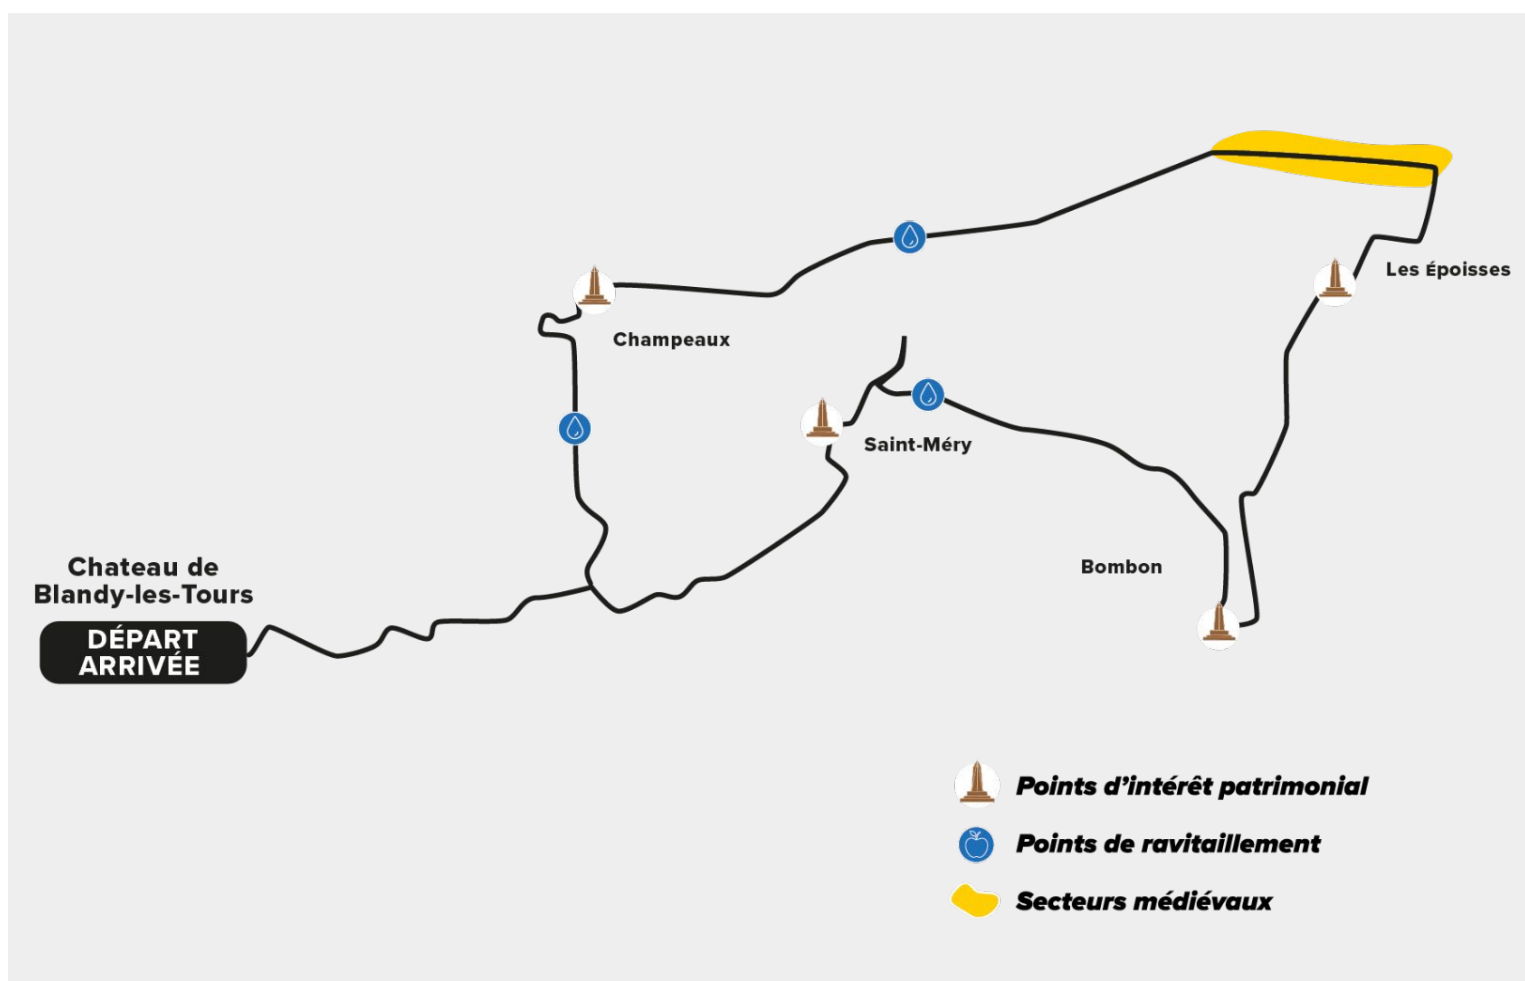 Les Époisses
Champeaux
Saint-Méry
Bombon
Chateau de
Blandy-les-Tours
DÉPART
ARRIVÉE
Points d’intérêt patrimonial
Points de ravitaillement
Secteurs médiévaux